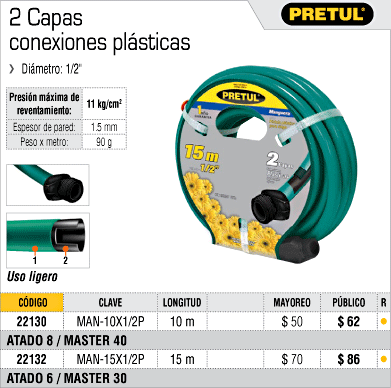 PRETUL®
2 Capas
conexiones plásticas
› Diámetro: 1/2"
Presión máxima de reventamiento: 11 kg/cm²
Espesor de pared: 1.5 mm
Peso x metro: 90 g
PRETUL
Manguera
15 m
1/2"
2
1 2
Uso ligero
CÓDIGO CLAVE LONGITUD MAYOREO PÚBLICO R
22130 MAN-10X1/2P 10 m $ 50 $ 62
ATADO 8 / MASTER 40
22132 MAN-15X1/2P 15 m $ 70 $ 86
ATADO 6 / MASTER 30